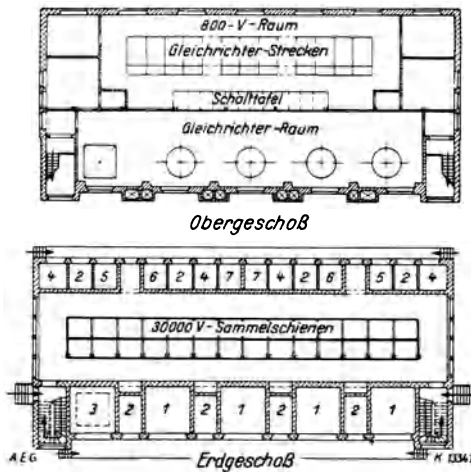 800-V-Raum
Gleichrichter-Strecken
Schalttafel
Gleichrichter-Raum
Obergeschoß
4 2 5 6 2 4 7 7 4 2 6 5 2 4
30000 V-Sammelschienen
3 2 1 2 1 2 1 2 1
AEG Erdgeschoß K 1334